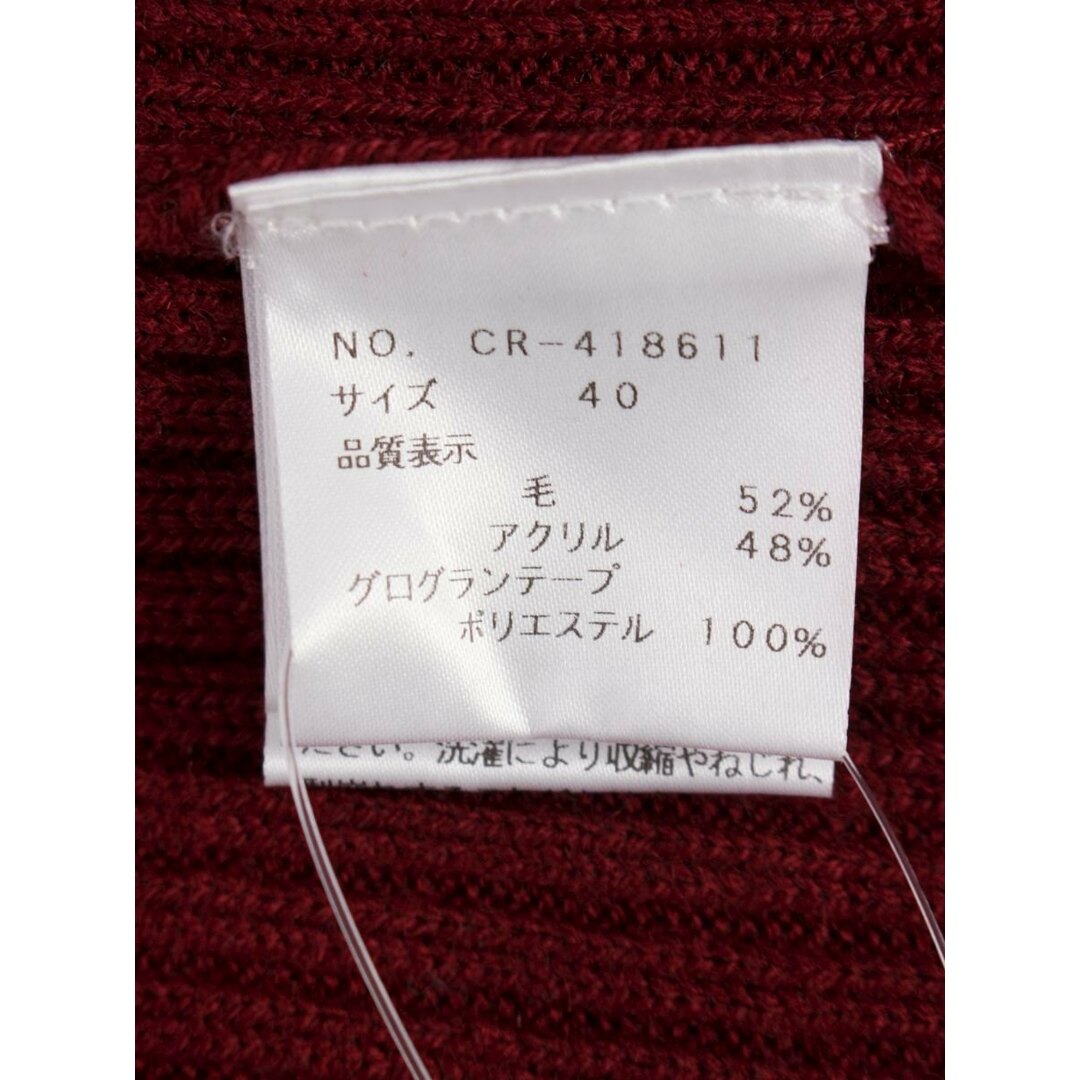 NO. CR-418611
サイズ 40
品質表示
毛 52%
アクリル 48%
グログランテープ
ポリエステル 100%
ださい。洗濯により収縮やねじれ、